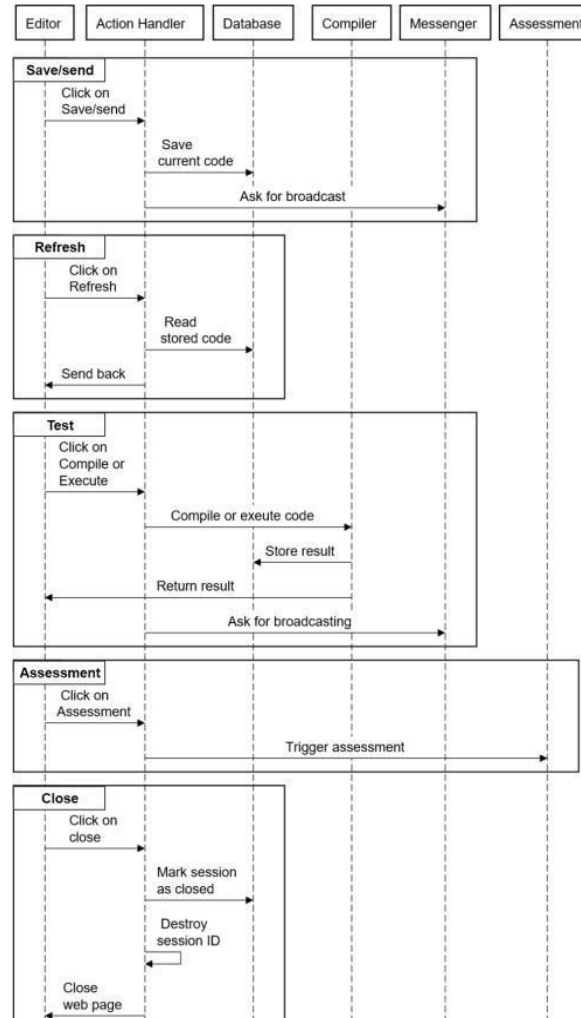 Editor
Action Handler
Database
Compiler
Messenger
Assessment
Save/send
Click on
Save/send
Save
current code
Ask for broadcast
Refresh
Click on
Refresh
Read
stored code
Send back
Test
Click on
Compile or
Execute
Compile or exeute code
Store result
Return result
Ask for broadcasting
Assessment
Click on
Assessment
Trigger assessment
Close
Click on
close
Mark session
as closed
Destroy
session ID
Close
web page